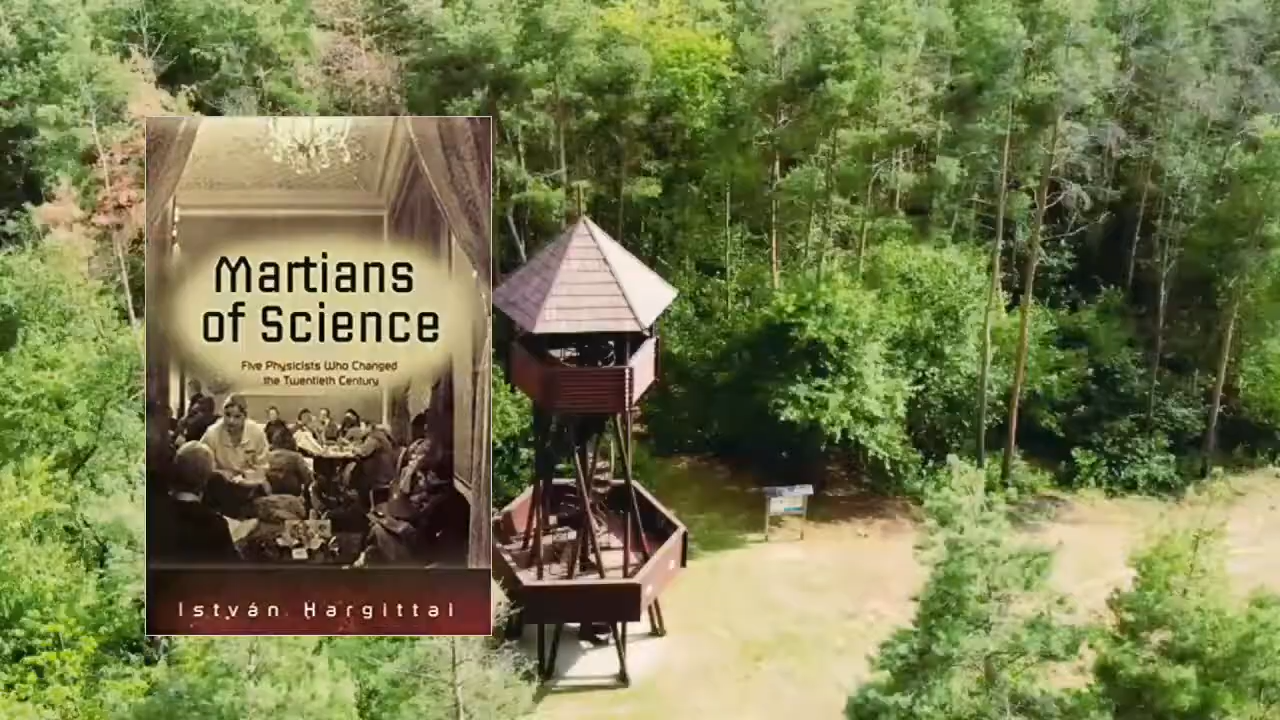 Martians
of Science
Five Physicists Who Changed
the Twentieth Century
István Hargittai